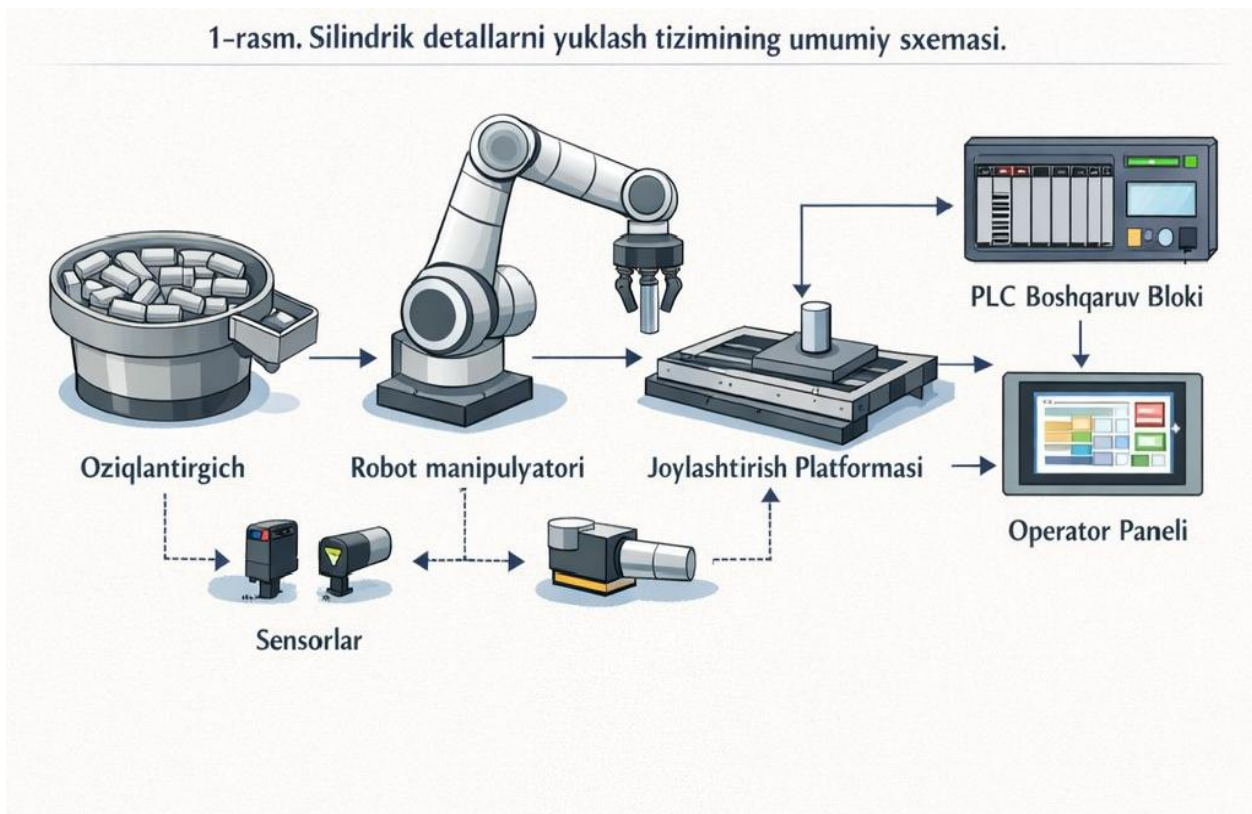 1-rasm. Silindrik detallarni yuklash tizimining umumiy sxemasi.
PLC Boshqaruv Bloki
Oziqlantirgich
Robot manipulyatori
Joylashtirish Platformasi
Operator Paneli
Sensorlar